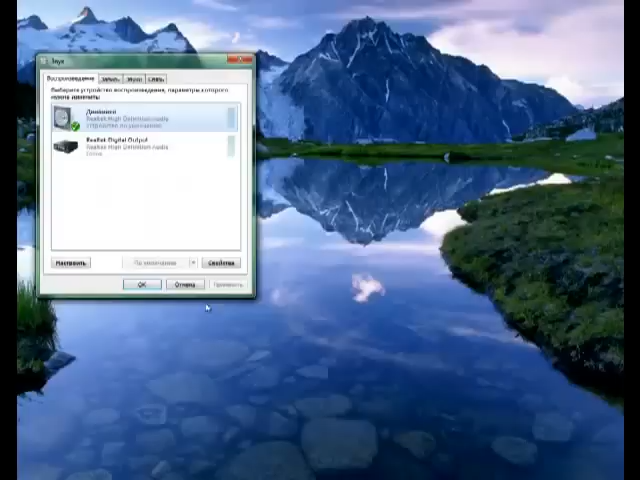 Звук
Воспроизведение Запись Звуки Связь
Выберите устройство воспроизведения, параметры которого
нужно изменить:
Динамики
Realtek High Definition Audio
Устройство по умолчанию
Realtek Digital Output
Realtek High Definition Audio
Готов
Настроить По умолчанию Свойства
ОК Отмена Применить